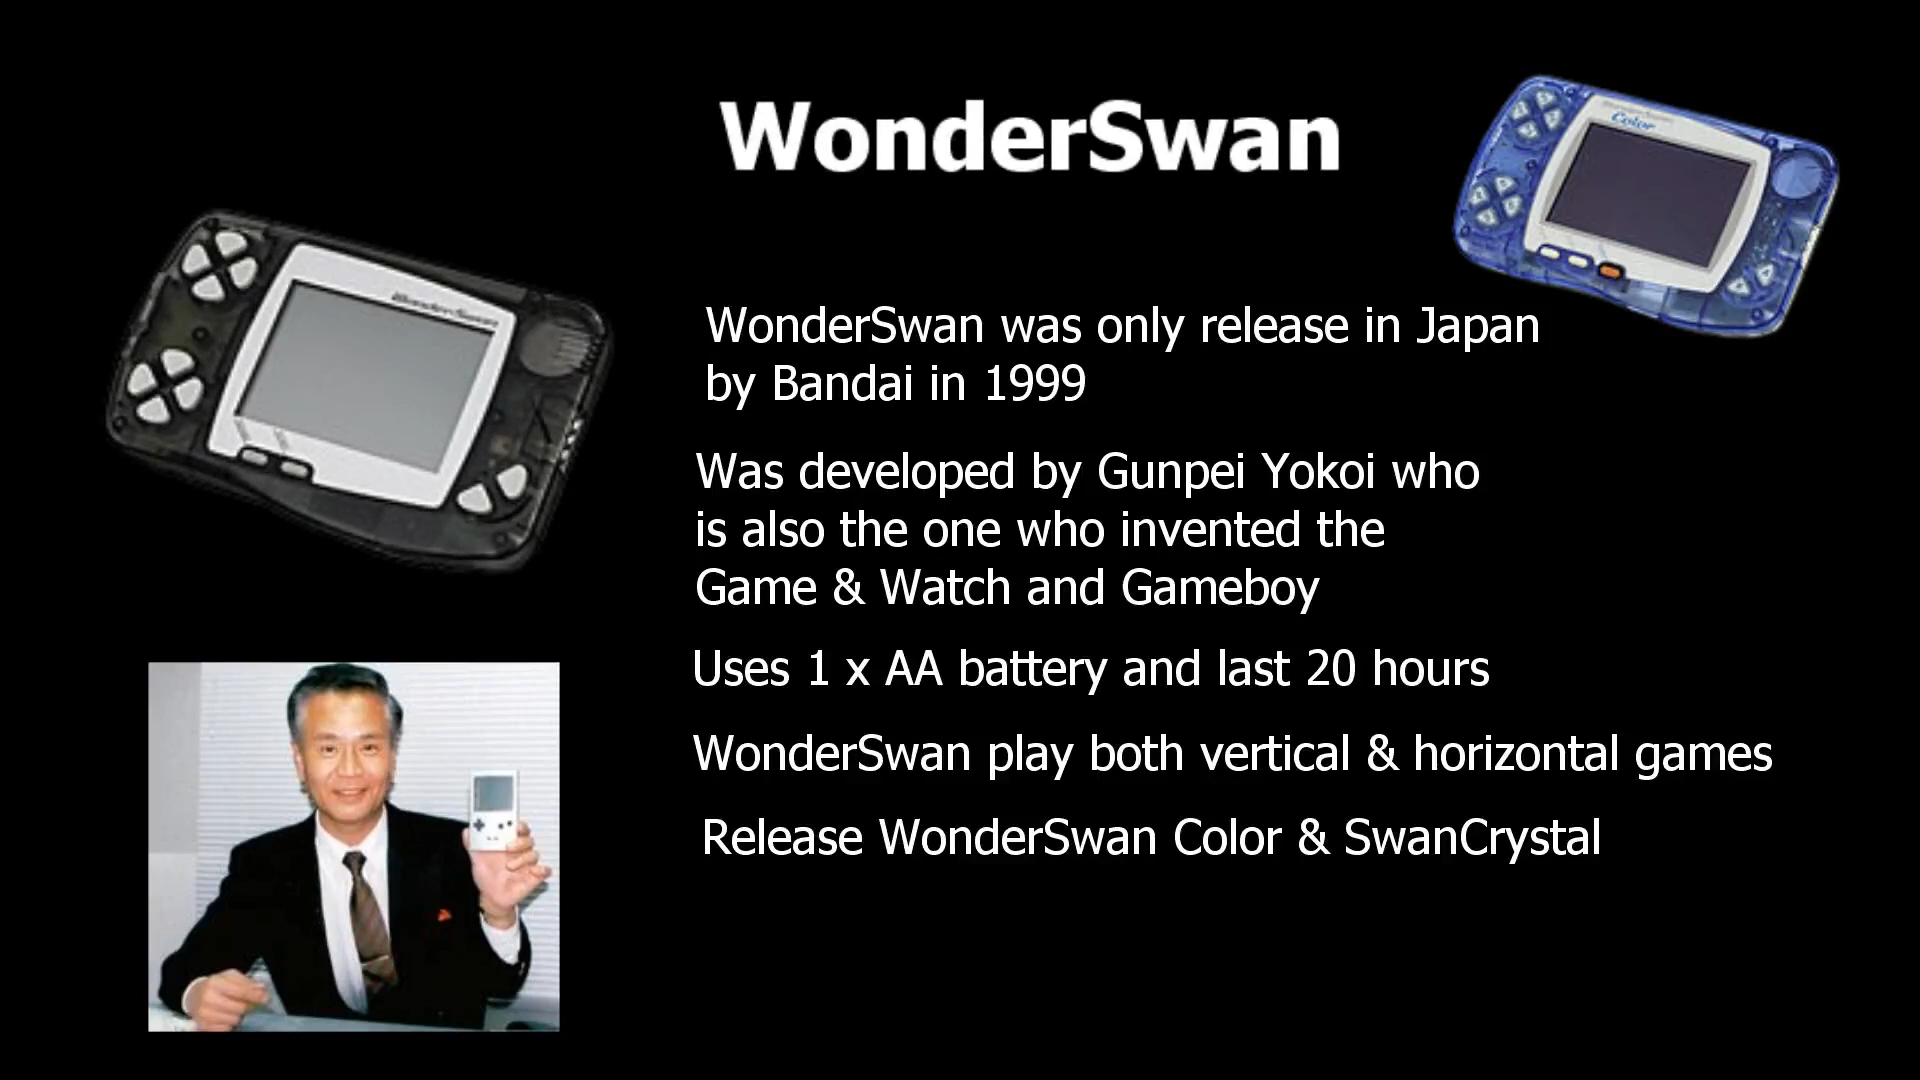 WonderSwan
Color
WonderSwan
WonderSwan was only release in Japan
by Bandai in 1999
Was developed by Gunpei Yokoi who
is also the one who invented the
Game & Watch and Gameboy
Uses 1 x AA battery and last 20 hours
WonderSwan play both vertical & horizontal games
Release WonderSwan Color & SwanCrystal